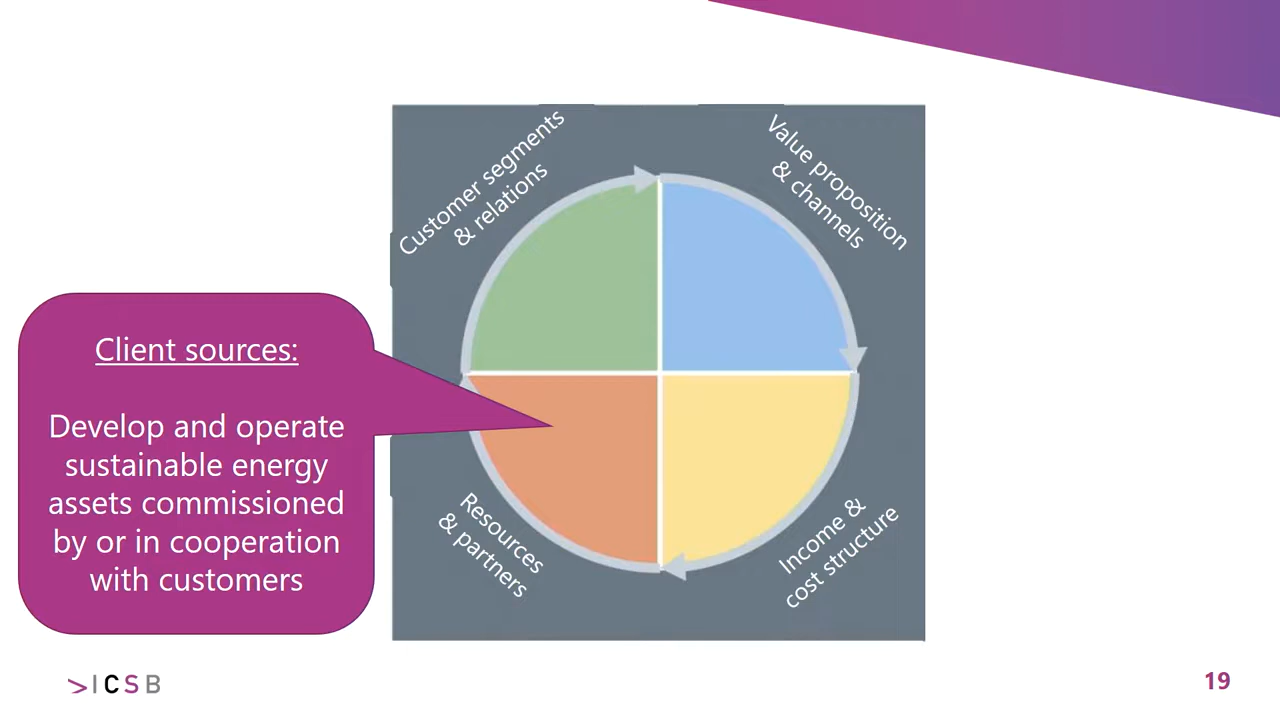 Customer segments
& relations
Value proposition
& channels
Client sources:
Develop and operate
sustainable energy
assets commissioned
by or in cooperation
with customers
Resources
& partners
Income &
cost structure
ICSB
19